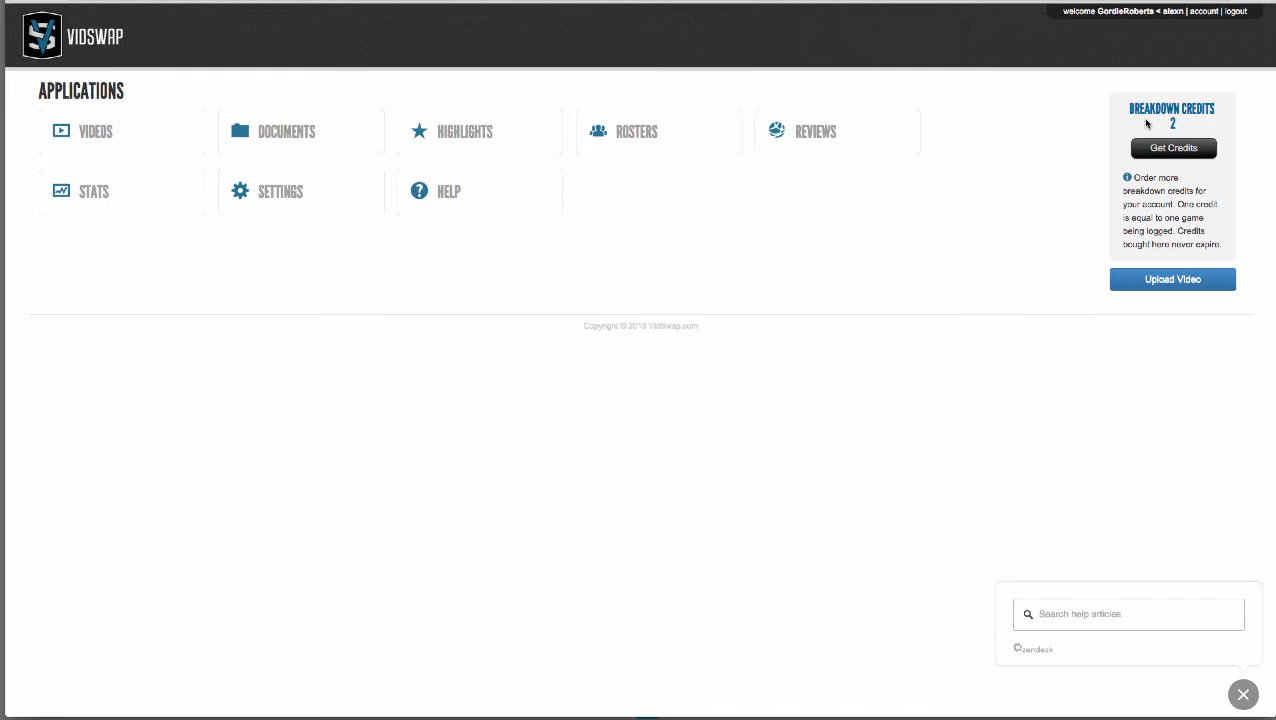 welcome GordieRoberts < alexn | account | logout
VIDSWAP
APPLICATIONS
VIDEOS
DOCUMENTS
HIGHLIGHTS
ROSTERS
REVIEWS
STATS
SETTINGS
HELP
BREAKDOWN CREDITS
2
Get Credits
Order more
breakdown credits for
your account. One credit
is equal to one game
being logged. Credits
bought here never expire.
Upload Video
Copyright © 2015 VidSwap.com
Search help articles
zendesk